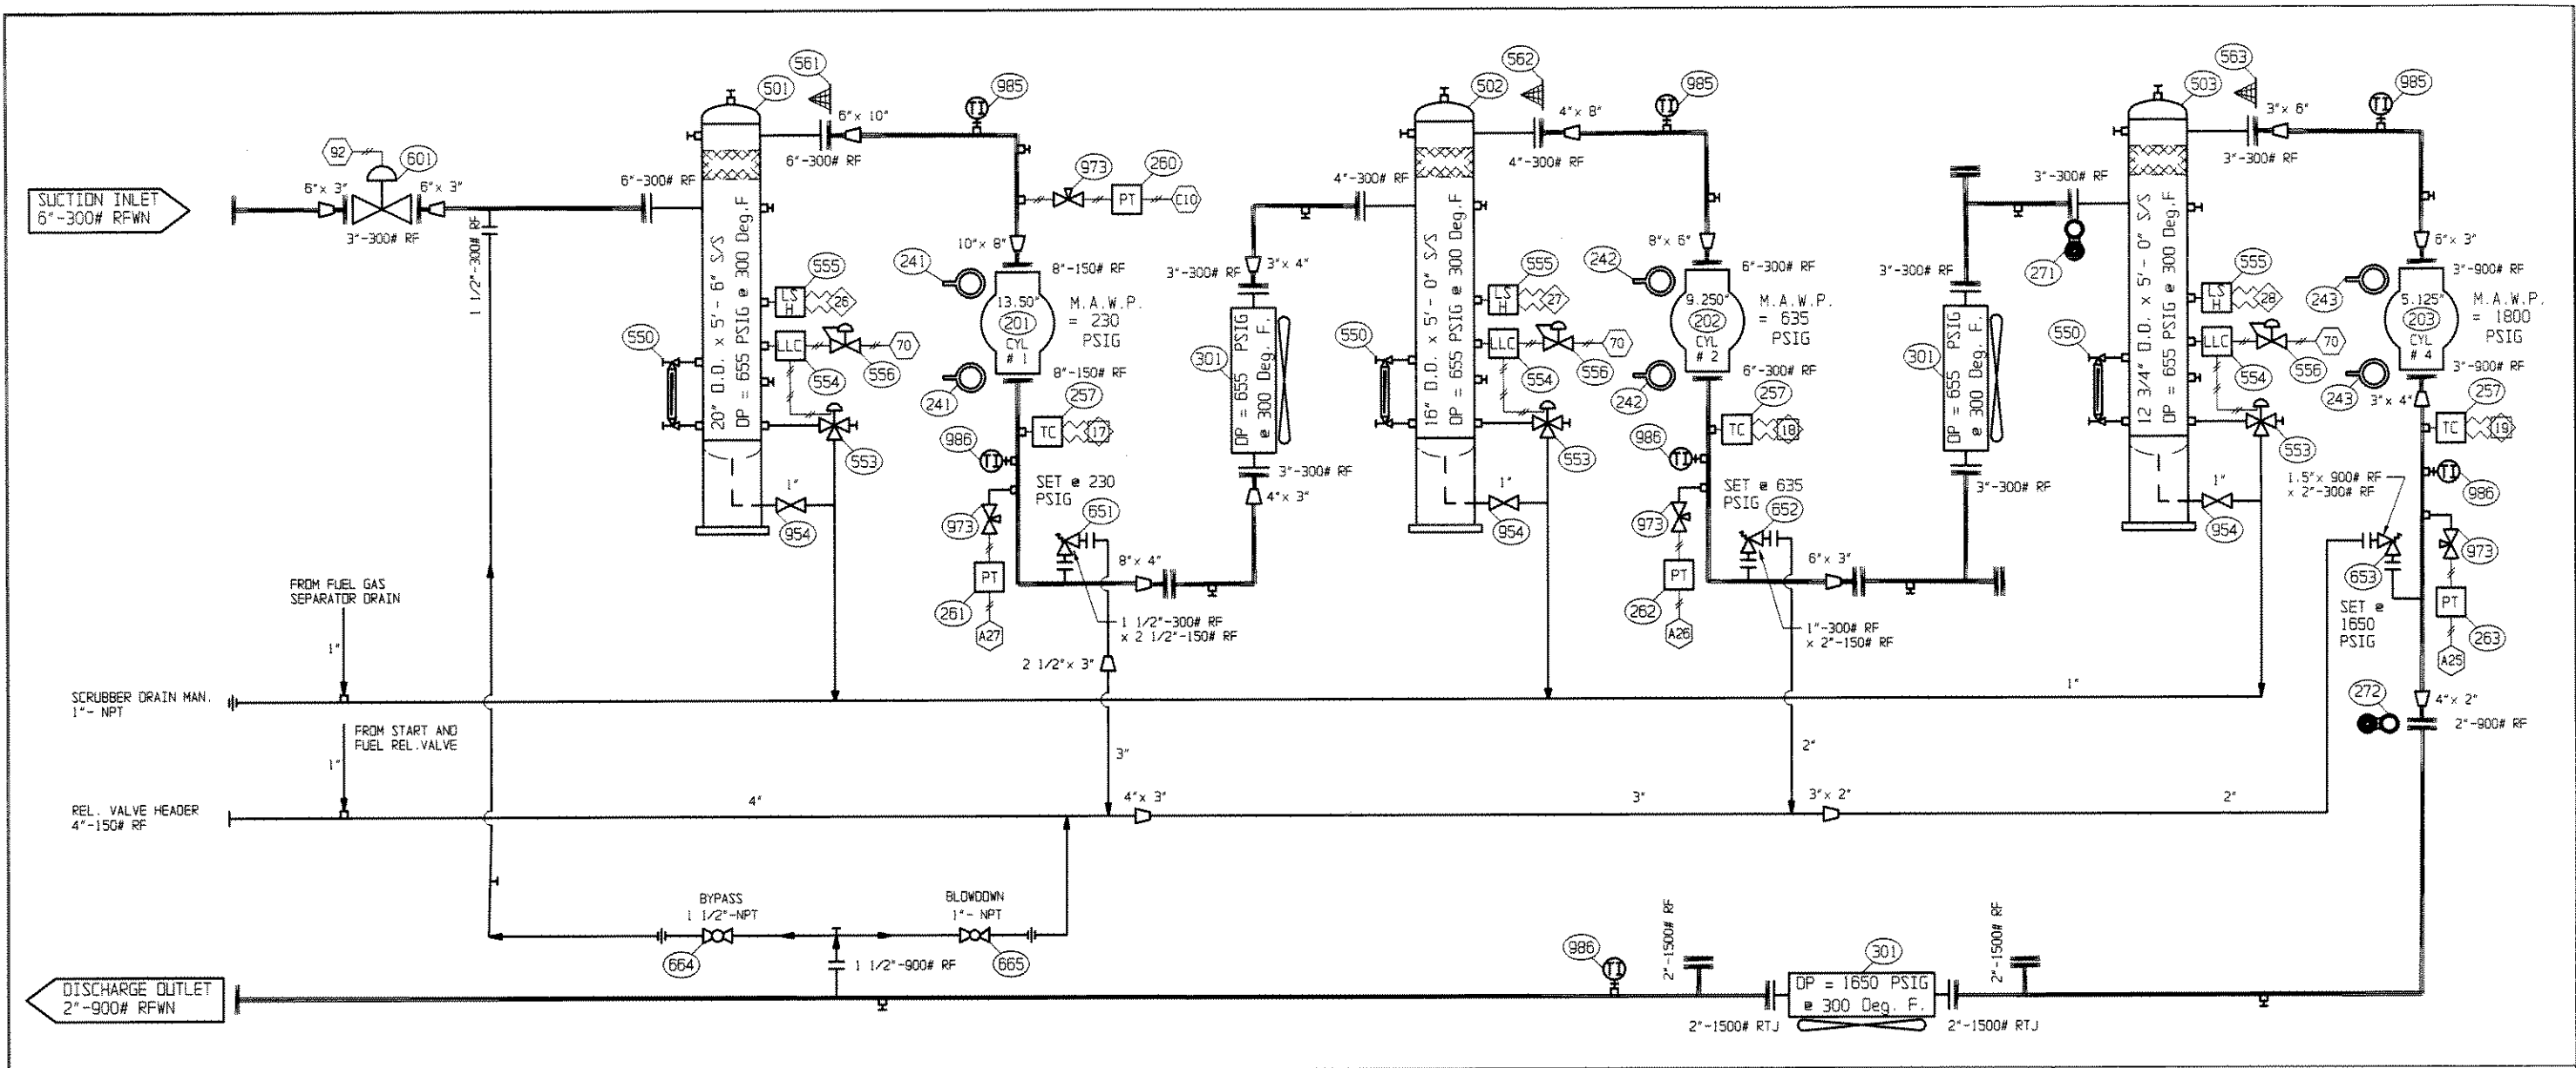 SUCTION INLET
6"-300# RFWN
6"x 3"
92
601
6"x 3"
3"-300# RF
1 1/2"-300# RF
6"-300# RF
501
20" O.D. x 5'- 6" S/S
DP = 655 PSIG @ 300 Deg.F
561
6"x 10"
6"-300# RF
TI
985
973
260
PT
C10
10"x 8"
8"-150# RF
241
13.50"
201
CYL
# 1
M.A.W.P.
= 230
PSIG
241
8"-150# RF
555
LS
H
26
550
LLC
70
554
556
553
1"
954
257
TC
17
986
TI
SET @ 230
PSIG
973
651
PT
261
A27
8"x 4"
1 1/2"-300# RF
x 2 1/2"-150# RF
2 1/2"x 3"
3"-300# RF
3"x 4"
301
DP = 655 PSIG
@ 300 Deg. F.
3"-300# RF
4"x 3"
4"-300# RF
502
16" O.D. x 5'- 0" S/S
DP = 655 PSIG @ 300 Deg.F
562
4"x 8"
4"-300# RF
TI
985
8"x 6"
6"-300# RF
242
9.250"
202
CYL
# 2
M.A.W.P.
= 635
PSIG
242
6"-300# RF
555
LS
H
27
550
LLC
70
554
556
553
1"
954
257
TC
18
986
TI
SET @ 635
PSIG
973
652
PT
262
A26
6"x 3"
1"-300# RF
x 2"-150# RF
3"-300# RF
301
DP = 655 PSIG
@ 300 Deg. F.
3"-300# RF
3"-300# RF
271
503
12 3/4" O.D. x 5'- 0" S/S
DP = 655 PSIG @ 300 Deg.F
563
3"x 6"
3"-300# RF
TI
985
6"x 3"
3"-900# RF
243
5.125"
203
CYL
# 4
M.A.W.P.
= 1800
PSIG
243
3"-900# RF
3"x 4"
555
LS
H
28
550
LLC
70
554
556
553
1"
954
257
TC
19
1.5"x 900# RF
x 2"-300# RF
TI
986
973
653
SET @
1650
PSIG
PT
263
A25
272
4"x 2"
2"-900# RF
FROM FUEL GAS
SEPARATOR DRAIN
1"
SCRUBBER DRAIN MAN.
1"- NPT
1"
FROM START AND
FUEL REL.VALVE
1"
REL. VALVE HEADER
4"-150# RF
4"
3"
4"x 3"
3"
2"
3"x 2"
2"
BYPASS
1 1/2"-NPT
664
BLOWDOWN
1"- NPT
665
1 1/2"-900# RF
DISCHARGE OUTLET
2"-900# RFWN
986
TI
2"-1500# RF
301
DP = 1650 PSIG
@ 300 Deg. F.
2"-1500# RF
2"-1500# RTJ
2"-1500# RTJ